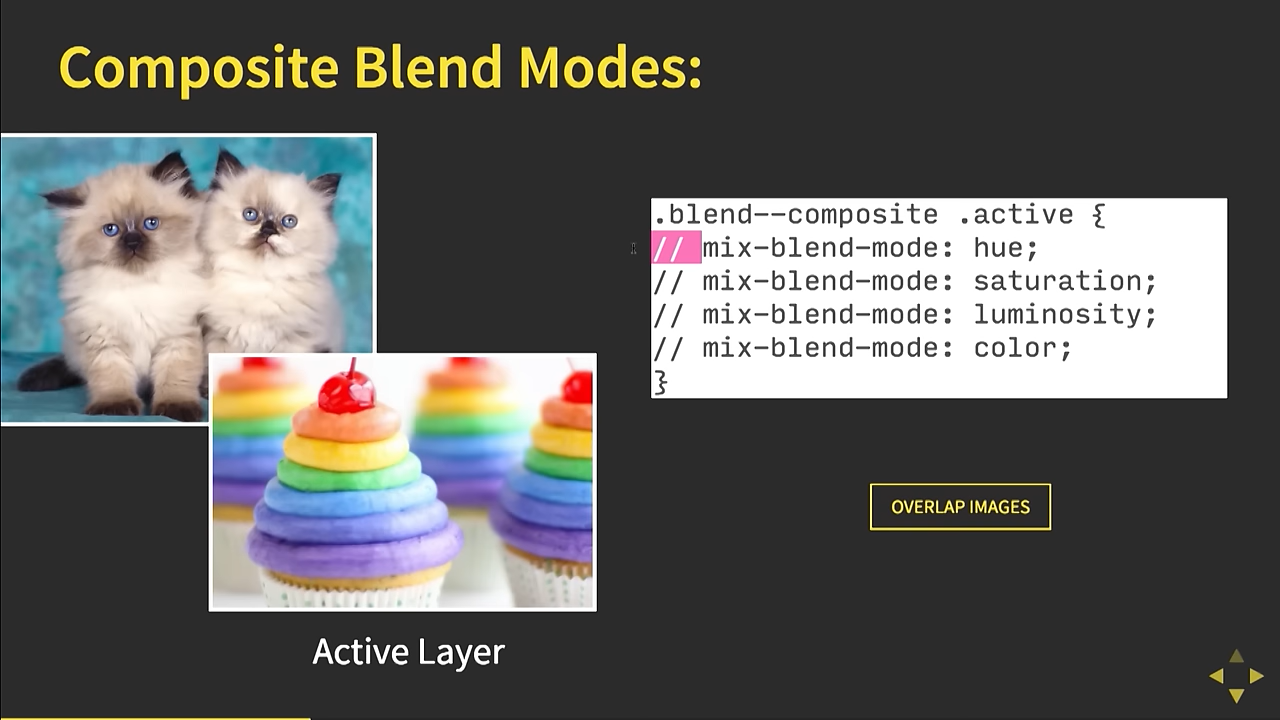 Composite Blend Modes:
.blend--composite .active {
// mix-blend-mode: hue;
// mix-blend-mode: saturation;
// mix-blend-mode: luminosity;
// mix-blend-mode: color;
}
OVERLAP IMAGES
Active Layer